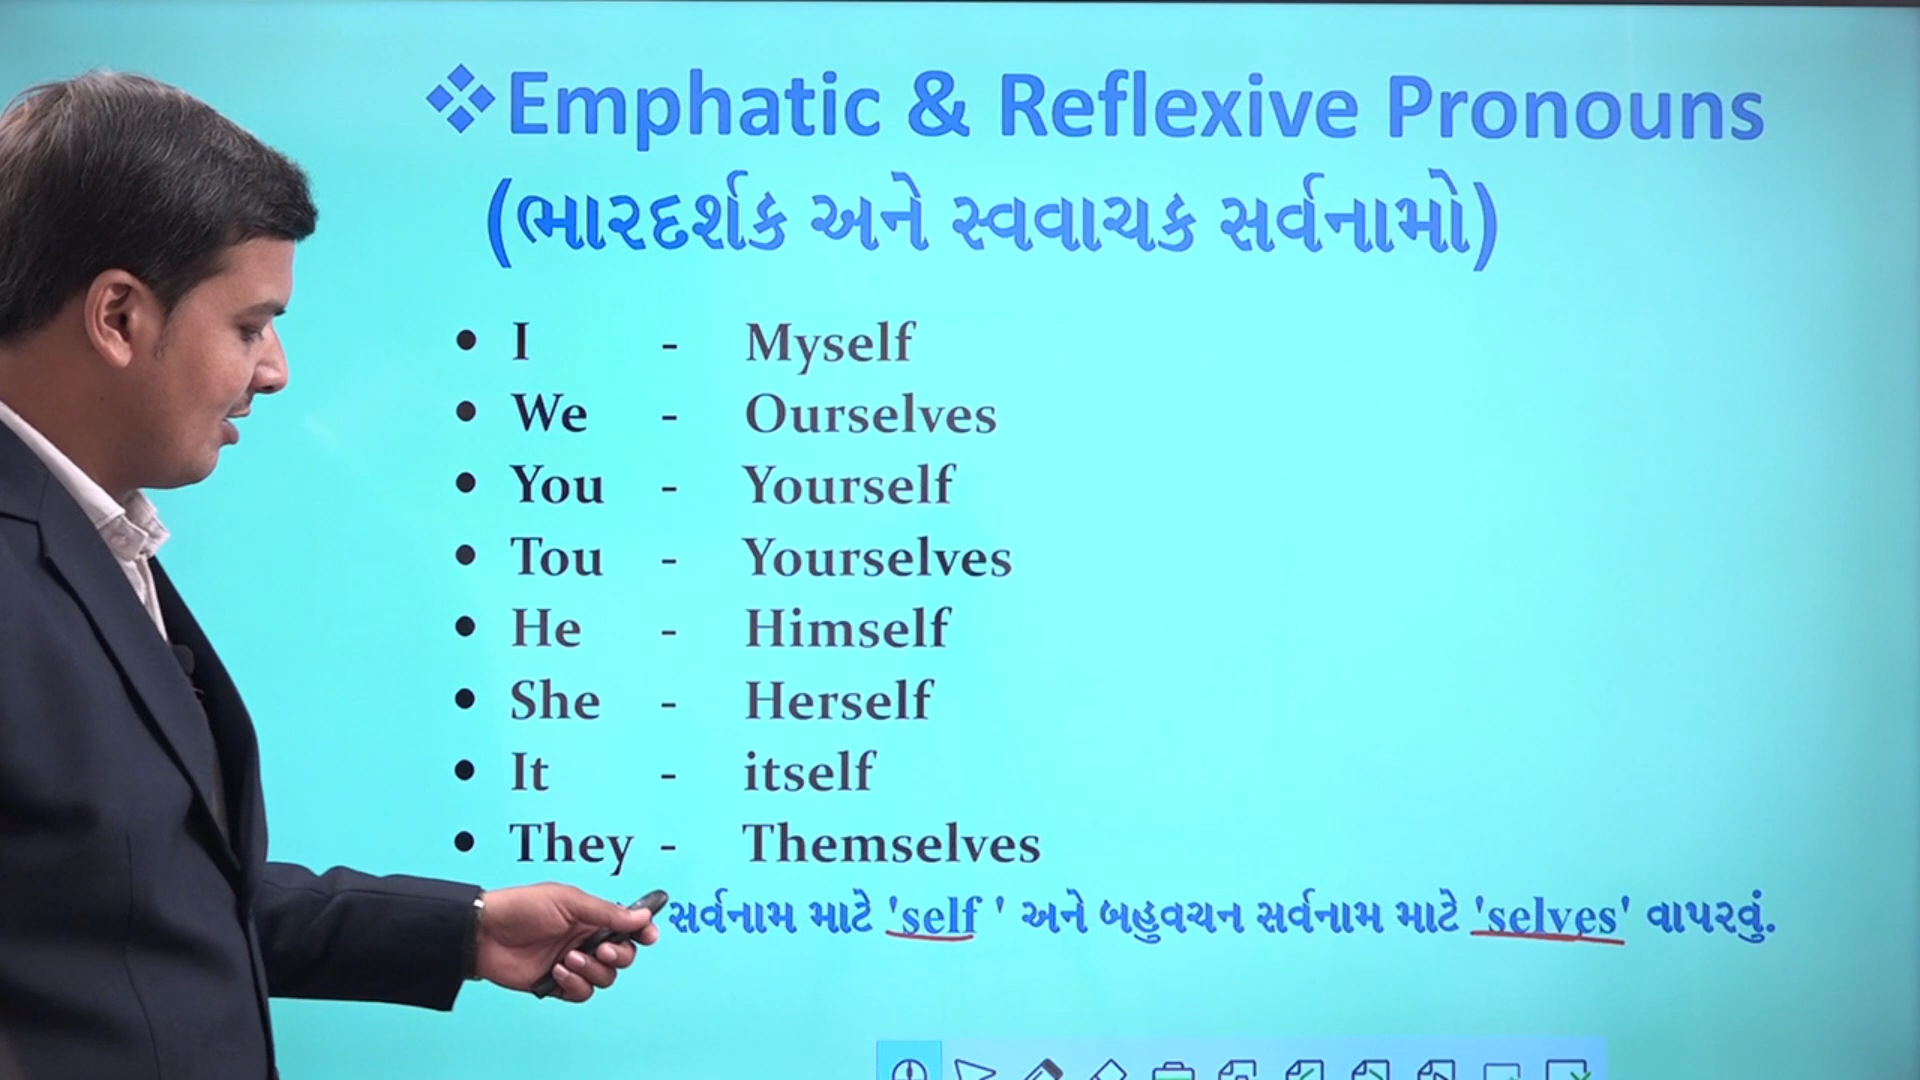 ❖Emphatic & Reflexive Pronouns
(ભારદર્શક અને સ્વવાચક સર્વનામો)
• I - Myself
• We - Ourselves
• You - Yourself
• Tou - Yourselves
• He - Himself
• She - Herself
• It - itself
• They - Themselves
સર્વનામ માટે 'self ' અને બહુવચન સર્વનામ માટે 'selves' વાપરવું.